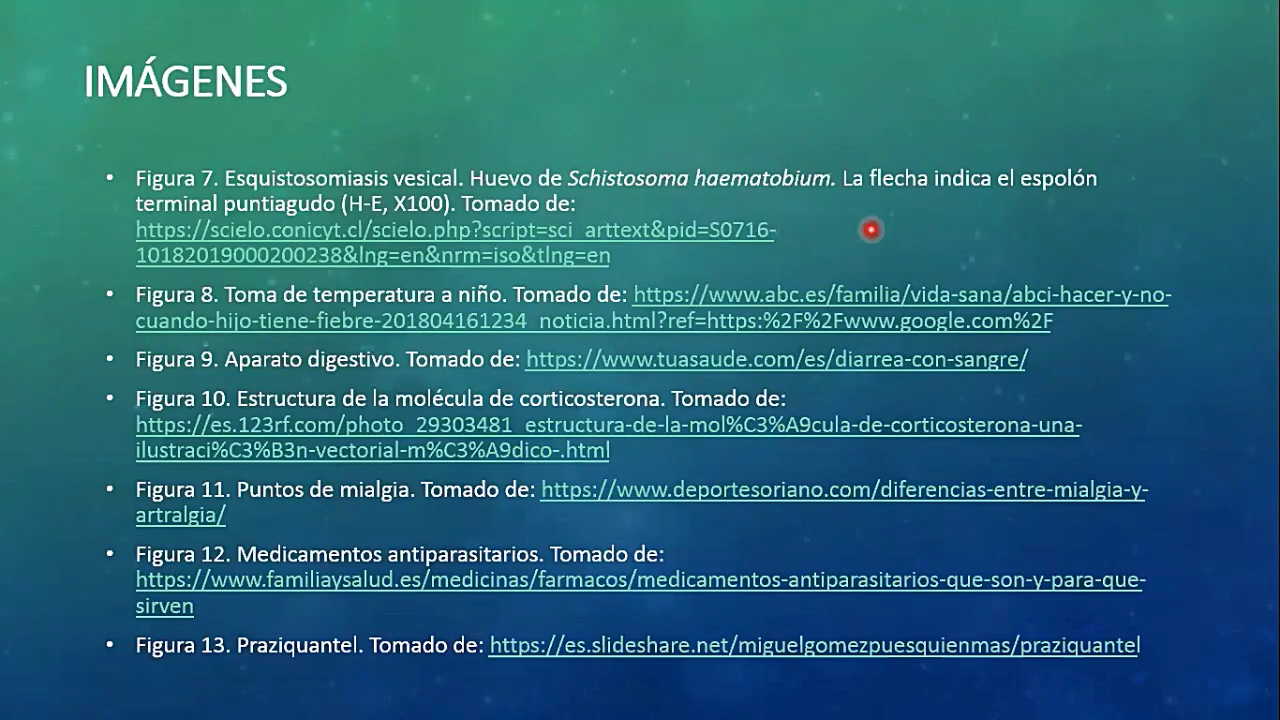 IMÁGENES
• Figura 7. Esquistosomiasis vesical. Huevo de Schistosoma haematobium. La flecha indica el espolón
terminal puntiagudo (H-E, X100). Tomado de:
https://scielo.conicyt.cl/scielo.php?script=sci_arttext&pid=S0716-
10182019000200238&lng=en&nrm=iso&tlng=en
• Figura 8. Toma de temperatura a niño. Tomado de: https://www.abc.es/familia/vida-sana/abci-hacer-y-no-
cuando-hijo-tiene-fiebre-201804161234_noticia.html?ref=https:%2F%2Fwww.google.com%2F
• Figura 9. Aparato digestivo. Tomado de: https://www.tuasaude.com/es/diarrea-con-sangre/
• Figura 10. Estructura de la molécula de corticosterona. Tomado de:
https://es.123rf.com/photo_29303481_estructura-de-la-mol%C3%A9cula-de-corticosterona-una-
ilustraci%C3%B3n-vectorial-m%C3%A9dico-.html
• Figura 11. Puntos de mialgia. Tomado de: https://www.deportesoriano.com/diferencias-entre-mialgia-y-
artralgia/
• Figura 12. Medicamentos antiparasitarios. Tomado de:
https://www.familiaysalud.es/medicinas/farmacos/medicamentos-antiparasitarios-que-son-y-para-que-
sirven
• Figura 13. Praziquantel. Tomado de: https://es.slideshare.net/miguelgomezpuesquienmas/praziquantel